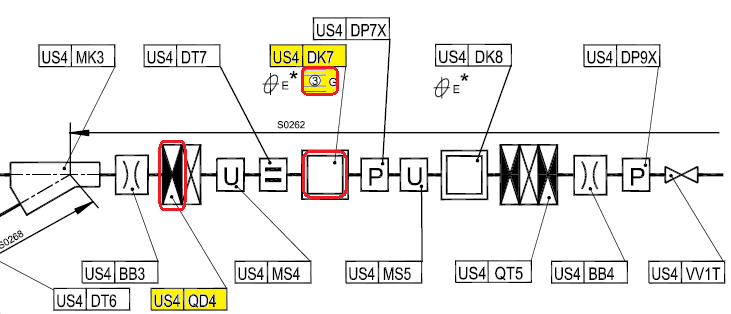 US4 DP7X
US4 MK3 US4 DT7 US4 DK7 US4 DK8 US4 DP9X
E* 3 G E*
S0262
U P U P
S0268
US4 BB3 US4 MS4 US4 MS5 US4 QT5 US4 BB4 US4 VV1T
US4 DT6 US4 QD4